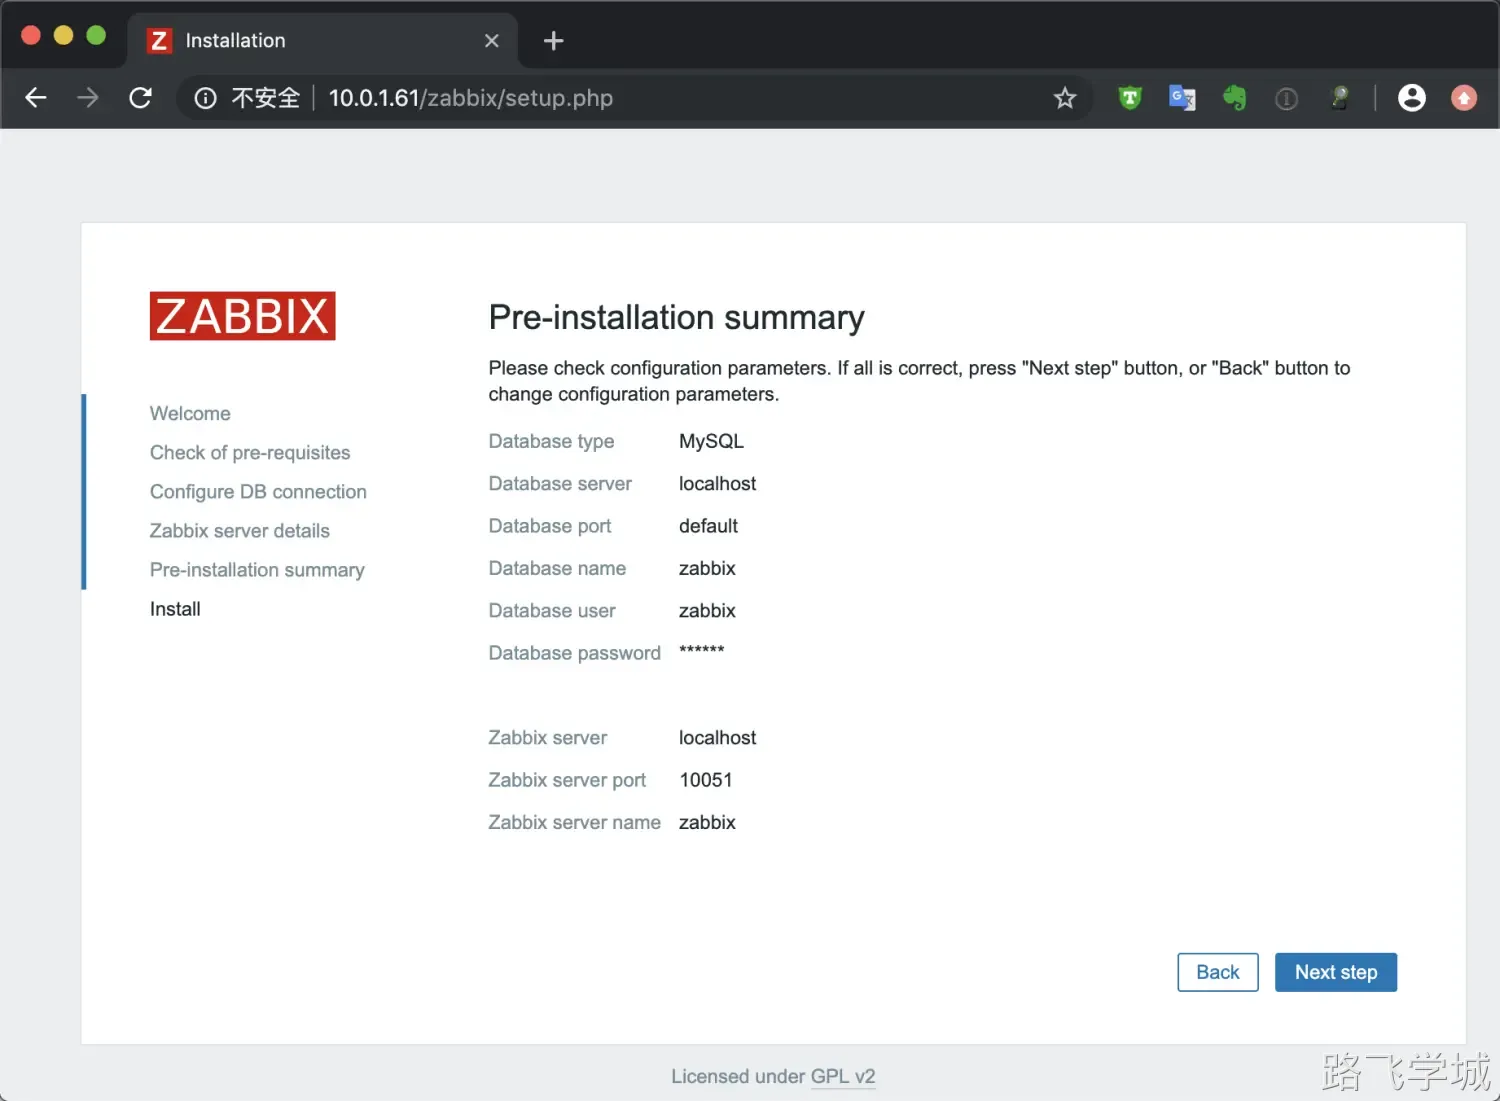 Installation
不安全 10.0.1.61/zabbix/setup.php
ZABBIX
Welcome
Check of pre-requisites
Configure DB connection
Zabbix server details
Pre-installation summary
Install
Pre-installation summary
Please check configuration parameters. If all is correct, press "Next step" button, or "Back" button to
change configuration parameters.
Database type MySQL
Database server localhost
Database port default
Database name zabbix
Database user zabbix
Database password ******
Zabbix server localhost
Zabbix server port 10051
Zabbix server name zabbix
Back Next step
Licensed under GPL v2
路飞学城